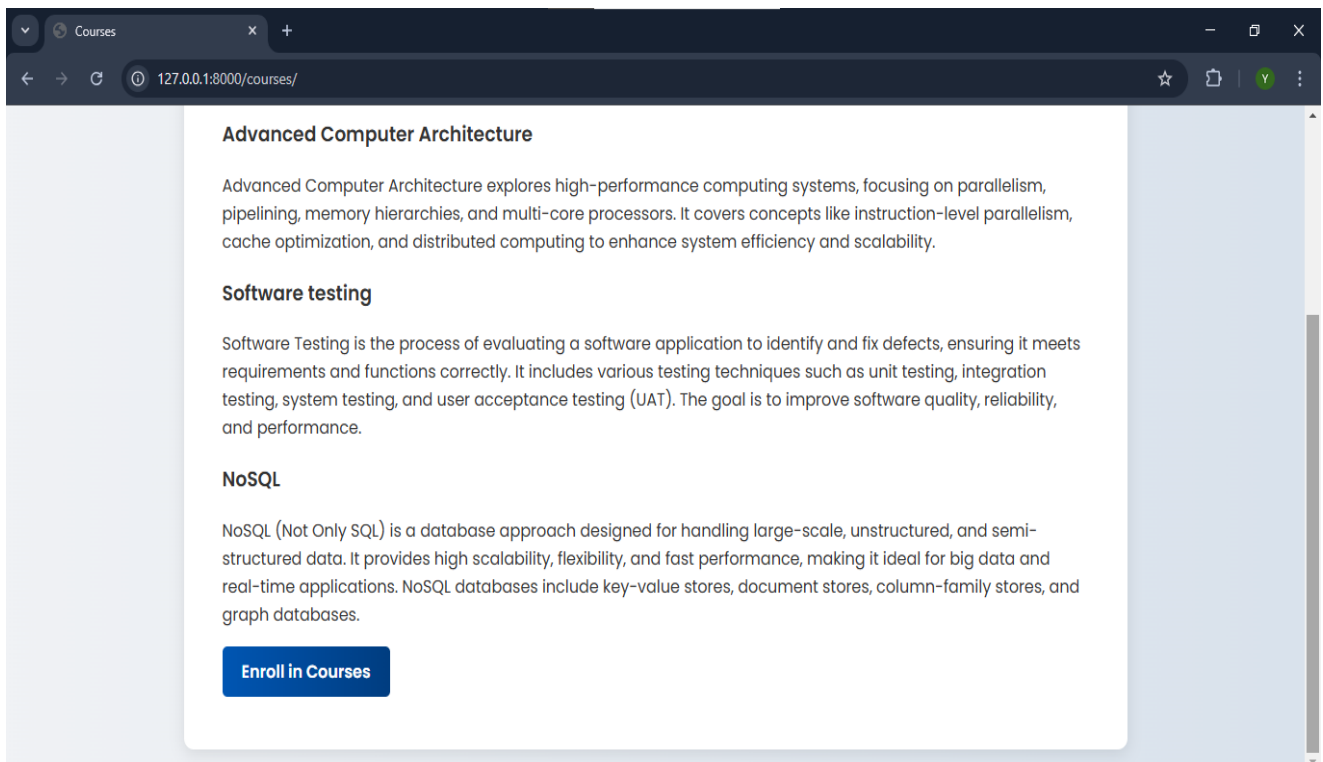 Courses
127.0.0.1:8000/courses/
Y
Advanced Computer Architecture
Advanced Computer Architecture explores high-performance computing systems, focusing on parallelism,
pipelining, memory hierarchies, and multi-core processors. It covers concepts like instruction-level parallelism,
cache optimization, and distributed computing to enhance system efficiency and scalability.
Software testing
Software Testing is the process of evaluating a software application to identify and fix defects, ensuring it meets
requirements and functions correctly. It includes various testing techniques such as unit testing, integration
testing, system testing, and user acceptance testing (UAT). The goal is to improve software quality, reliability,
and performance.
NoSQL
NoSQL (Not Only SQL) is a database approach designed for handling large-scale, unstructured, and semi-
structured data. It provides high scalability, flexibility, and fast performance, making it ideal for big data and
real-time applications. NoSQL databases include key-value stores, document stores, column-family stores, and
graph databases.
Enroll in Courses